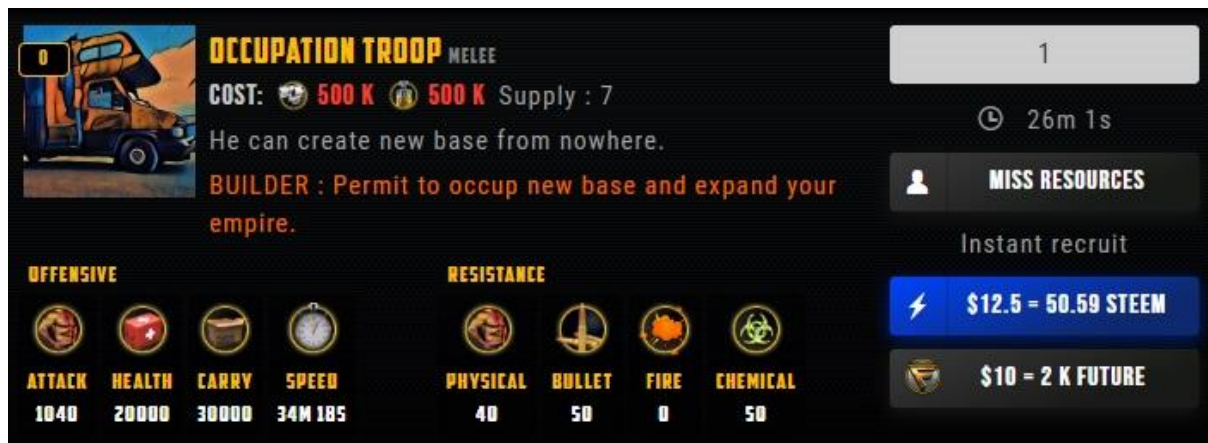 0
OCCUPATION TROOP MELEE
COST: 500 K 500 K Supply : 7
He can create new base from nowhere.
BUILDER : Permit to occup new base and expand your
empire.
OFFENSIVE
ATTACK HEALTH CARRY SPEED
1040 20000 30000 34M 18S
RESISTANCE
PHYSICAL BULLET FIRE CHEMICAL
40 50 0 50
1
26m 1s
MISS RESOURCES
Instant recruit
$12.5 = 50.59 STEEM
$10 = 2 K FUTURE